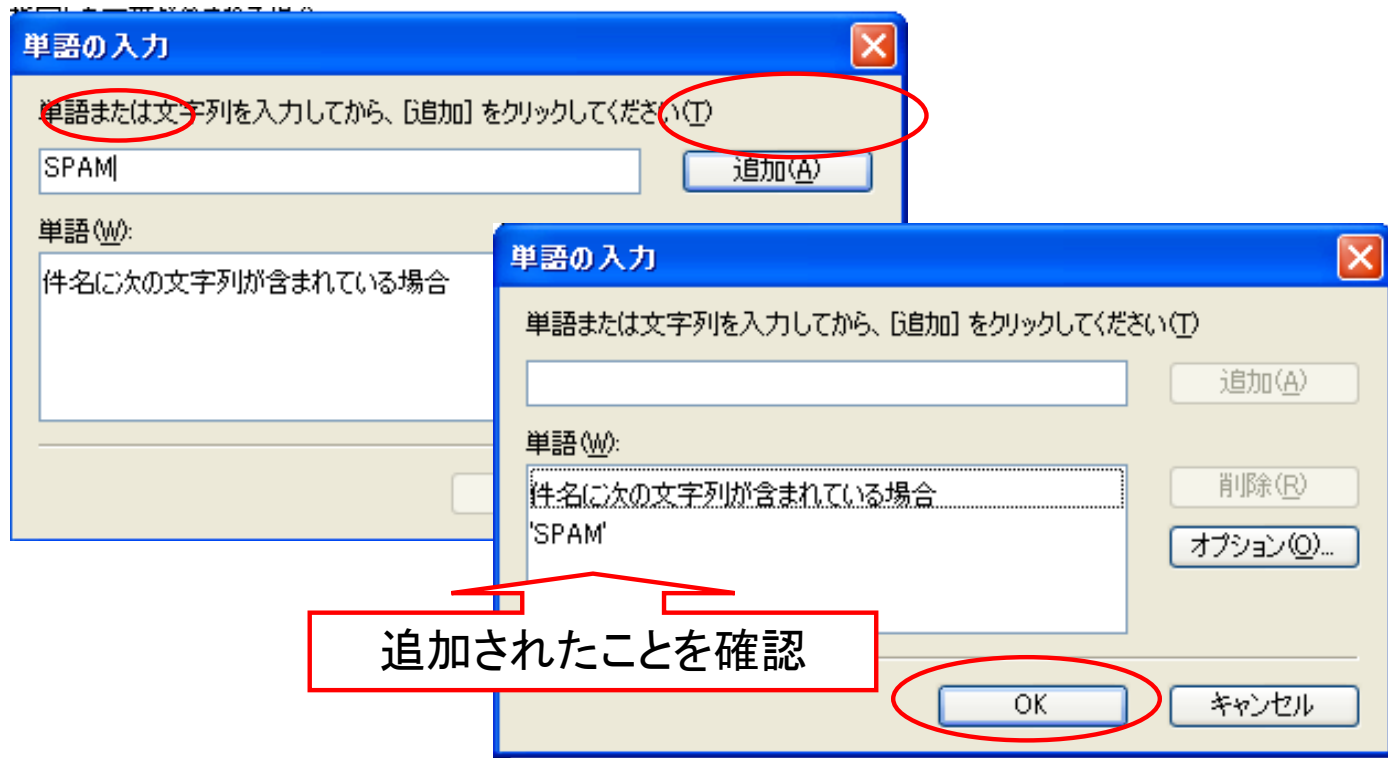 単語の入力
単語または文字列を入力してから、[追加] をクリックしてください(T)
SPAM
追加(A)
単語(W):
件名に次の文字列が含まれている場合
単語の入力
単語または文字列を入力してから、[追加] をクリックしてください(T)
追加(A)
単語(W):
件名に次の文字列が含まれている場合
'SPAM'
削除(R)
オプション(O)...
追加されたことを確認
OK
キャンセル